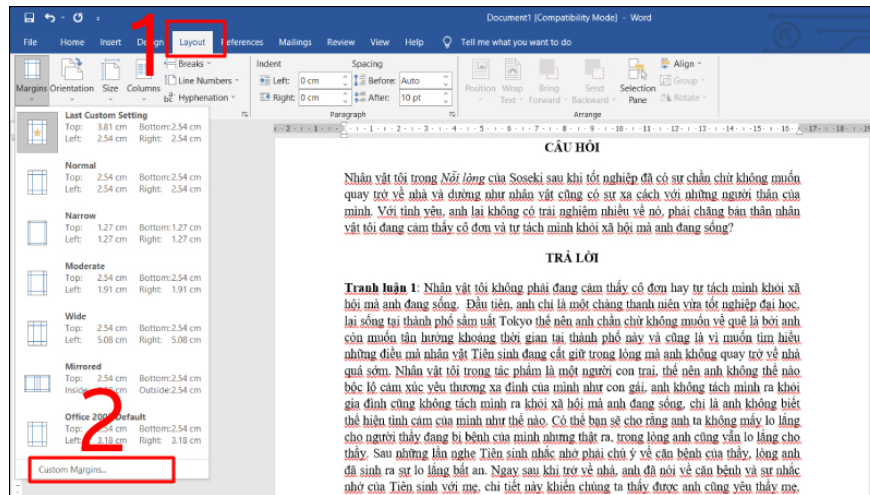 Document1 [Compatibility Mode] - Word
File Home Insert Design Layout References Mailings Review View Help Tell me what you want to do
1
Margins Orientation Size Columns
Breaks
Line Numbers
Hyphenation
Indent Spacing
Left: 0 cm Before: Auto
Right: 0 cm After: 10 pt
Paragraph
Position Wrap Text Bring Forward Send Backward Selection Pane
Align
Group
Rotate
Arrange
Last Custom Setting
Top: 3.81 cm Bottom:2.54 cm
Left: 2.54 cm Right: 2.54 cm
Normal
Top: 2.54 cm Bottom:2.54 cm
Left: 2.54 cm Right: 2.54 cm
Narrow
Top: 1.27 cm Bottom:1.27 cm
Left: 1.27 cm Right: 1.27 cm
Moderate
Top: 2.54 cm Bottom:2.54 cm
Left: 1.91 cm Right: 1.91 cm
Wide
Top: 2.54 cm Bottom:2.54 cm
Left: 5.08 cm Right: 5.08 cm
Mirrored
Top: 2.54 cm Bottom:2.54 cm
Inside: cm Outside:2.54 cm
Office Default
Top: 2.54 cm Bottom:2.54 cm
Left: 3.18 cm Right: 3.18 cm
2
Custom Margins...
CÂU HỎI
Nhân vật tôi trong Nỗi lòng của Soseki sau khi tốt nghiệp đã có sự chần chừ không muốn
quay trở về nhà và dường như nhân vật cũng có sự xa cách với những người thân của
mình. Với tình yêu, anh lại không có trải nghiệm nhiều về nó, phải chăng bản thân nhân
vật tôi đang cảm thấy cô đơn và tự tách mình khỏi xã hội mà anh đang sống?
TRẢ LỜI
Tranh luận 1: Nhân vật tôi không phải đang cảm thấy cô đơn hay tự tách mình khỏi xã
hội mà anh đang sống. Đầu tiên, anh chỉ là một chàng thanh niên vừa tốt nghiệp đại học,
lại sống tại thành phố sầm uất Tokyo thế nên anh chần chừ không muốn về quê là bởi anh
còn muốn tận hưởng khoảng thời gian tại thành phố này và cũng là vì muốn tìm hiểu
những điều mà nhân vật Tiên sinh đang cất giữ trong lòng mà anh không quay trở về nhà
quá sớm. Nhân vật tôi trong tác phẩm là một người con trai, thế nên anh không thể nào
bộc lộ cảm xúc yêu thương xa đình của mình như con gái, anh không tách mình ra khỏi
gia đình cũng không tách mình ra khỏi xã hội mà anh đang sống, chỉ là anh không biết
thể hiện tình cảm của mình như thế nào. Có thể bạn sẽ cho rằng anh ta không mấy lo lắng
cho người thầy đang bị bệnh của mình nhưng thật ra, trong lòng anh cũng vẫn lo lắng cho
thầy. Sau những lần nghe Tiên sinh nhắc nhở phải chú ý về căn bệnh của thầy, lòng anh
đã sinh ra sự lo lắng bất an. Ngay sau khi trở về nhà, anh đã nói về căn bệnh và sự nhắc
nhở của Tiên sinh với mẹ, chi tiết này khiến chúng ta thấy được anh cũng yêu thầy mẹ,